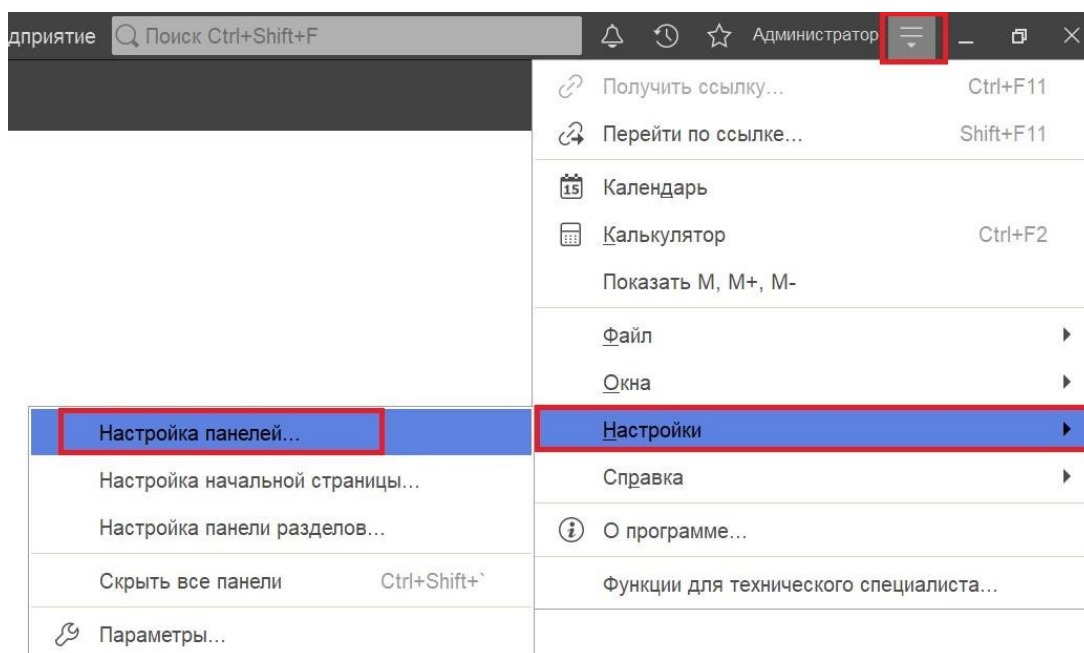 дприятие Поиск Ctrl+Shift+F Администратор
Получить ссылку... Ctrl+F11
Перейти по ссылке... Shift+F11
15 Календарь
Калькулятор Ctrl+F2
Показать M, M+, M-
Файл
Окна
Настройки
Справка
О программе...
Функции для технического специалиста...
Настройка панелей...
Настройка начальной страницы...
Настройка панели разделов...
Скрыть все панели Ctrl+Shift+`
Параметры...